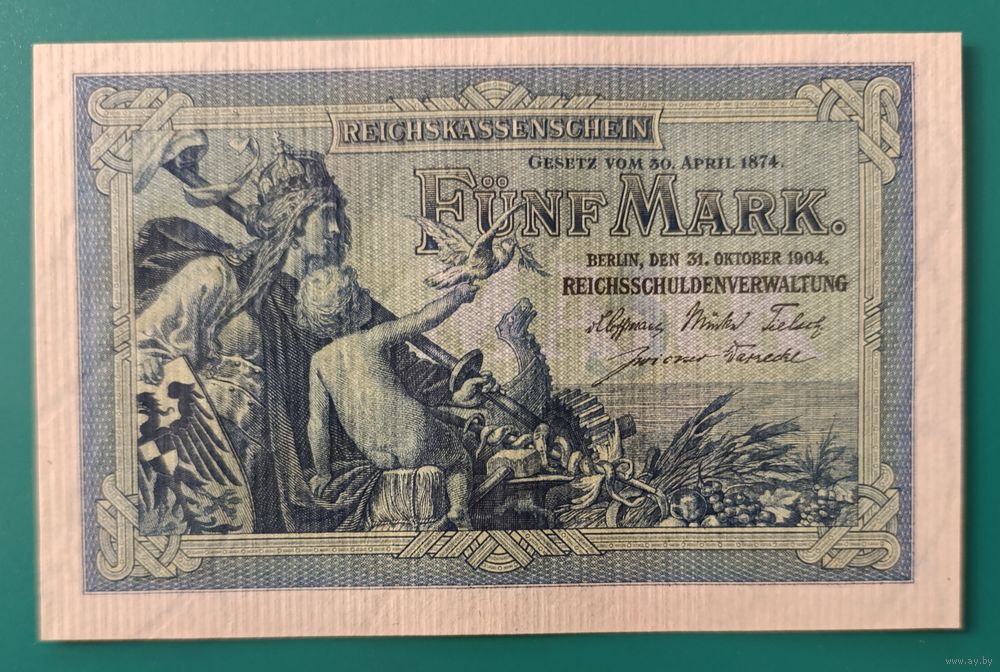 REICHSKASSENSCHEIN
GESETZ VOM 30. APRIL 1874.
FÜNF MARK.
BERLIN, DEN 31. OKTOBER 1904.
REICHSSCHULDENVERWALTUNG
www.ay.by